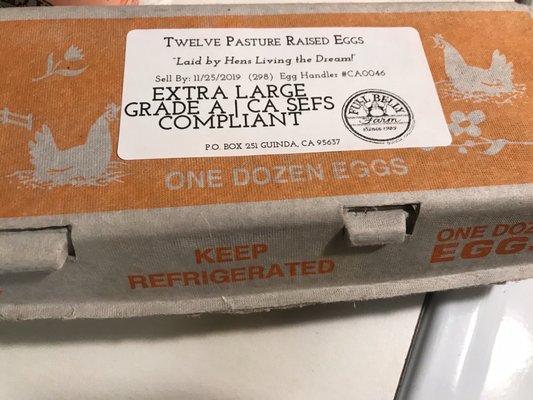 Twelve Pasture Raised Eggs
"Laid by Hens Living the Dream!"
Sell By: 11/25/2019 (298) Egg Handler #CA0046
EXTRA LARGE
GRADE A | CA SEFS
COMPLIANT
FULL BELLY
Farm
Since 1985
P.O. BOX 251 GUINDA, CA 95637
ONE DOZEN EGGS
KEEP
REFRIGERATED
ONE DOZ
EGGS